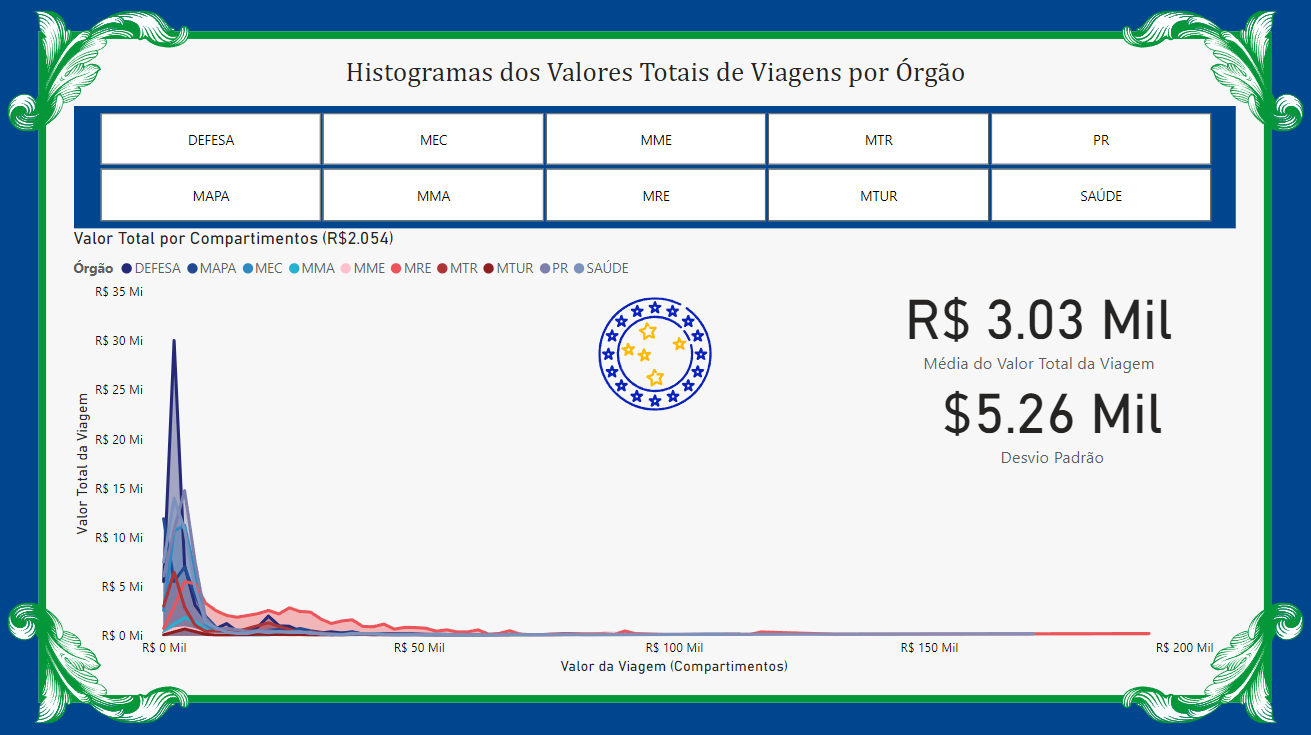 Histogramas dos Valores Totais de Viagens por Órgão
DEFESA MEC MME MTR PR
MAPA MMA MRE MTUR SAÚDE
Valor Total por Compartimentos (R$2.054)
Órgão DEFESA MAPA MEC MMA MME MRE MTR MTUR PR SAÚDE
R$ 35 Mi
R$ 30 Mi
R$ 25 Mi
R$ 20 Mi
R$ 15 Mi
R$ 10 Mi
R$ 5 Mi
R$ 0 Mi
Valor Total da Viagem
R$ 0 Mil R$ 50 Mil R$ 100 Mil R$ 150 Mil R$ 200 Mil
Valor da Viagem (Compartimentos)
R$ 3.03 Mil
Média do Valor Total da Viagem
$5.26 Mil
Desvio Padrão